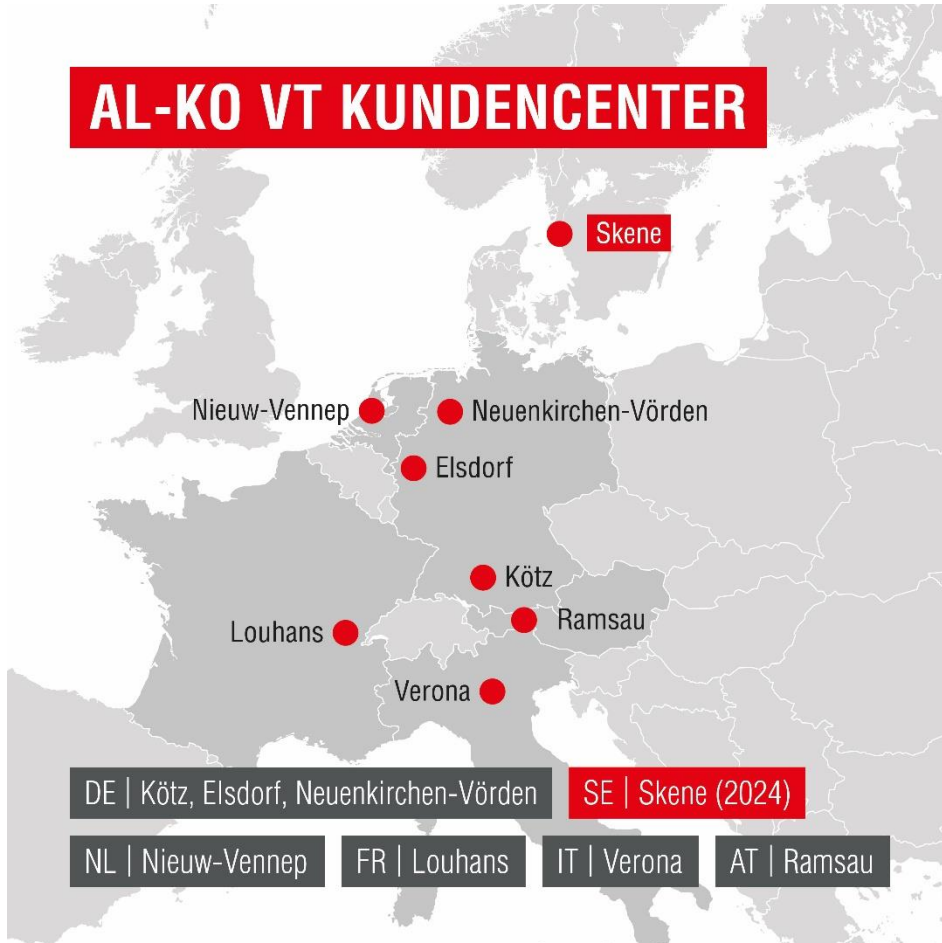 AL-KO VT KUNDENCENTER
Skene
Nieuw-Vennep
Neuenkirchen-Vörden
Elsdorf
Kötz
Ramsau
Louhans
Verona
DE | Kötz, Elsdorf, Neuenkirchen-Vörden
SE | Skene (2024)
NL | Nieuw-Vennep
FR | Louhans
IT | Verona
AT | Ramsau